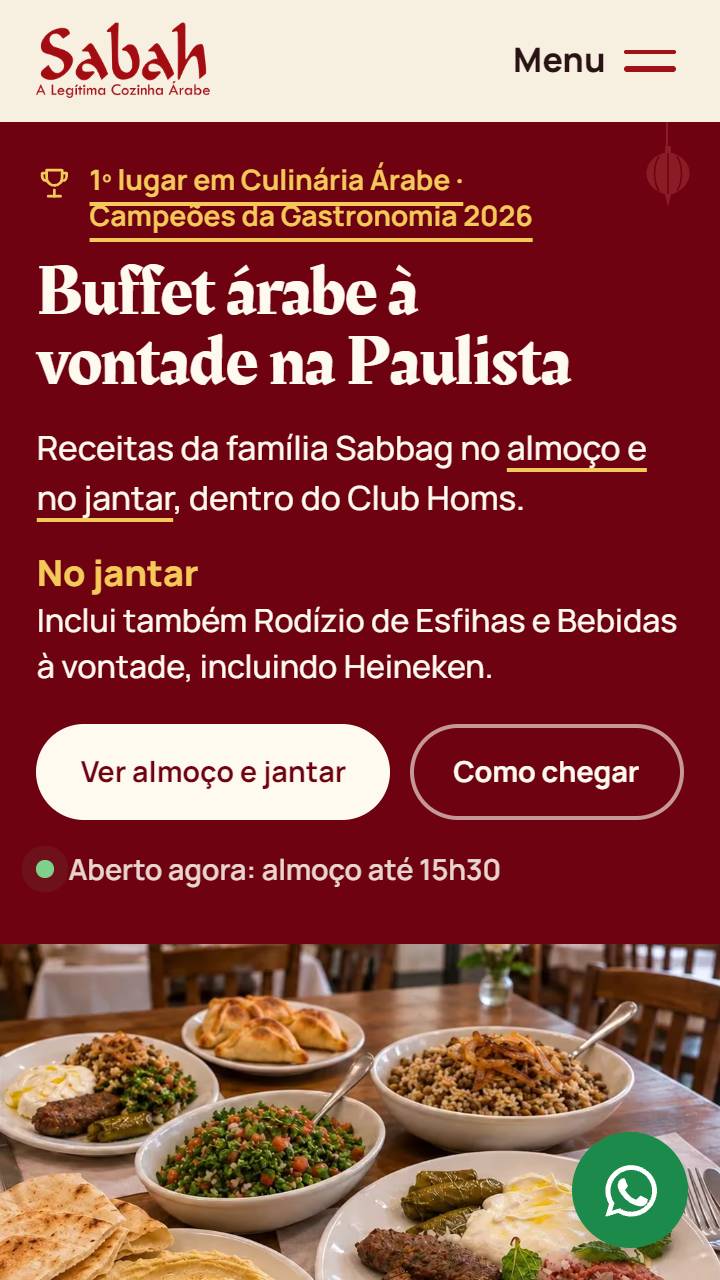 Sabah
A Legítima Cozinha Árabe
Menu
1º lugar em Culinária Árabe ·
Campeões da Gastronomia 2026
Buffet árabe à
vontade na Paulista
Receitas da família Sabbag no almoço e
no jantar, dentro do Club Homs.
No jantar
Inclui também Rodízio de Esfihas e Bebidas
à vontade, incluindo Heineken.
Ver almoço e jantar
Como chegar
Aberto agora: almoço até 15h30